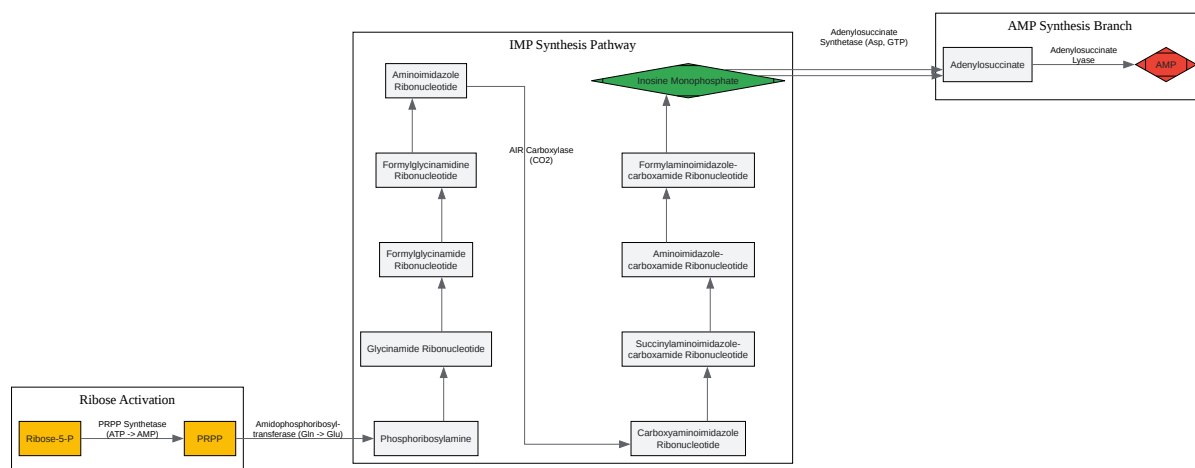 Ribose Activation
Ribose-5-P
PRPP Synthetase
(ATP -> AMP)
PRPP
Amidophosphoribosyl-
transferase (Gln -> Glu)
IMP Synthesis Pathway
Phosphoribosylamine
Glycinamide Ribonucleotide
Formylglycinamide
Ribonucleotide
Formylglycinamidine
Ribonucleotide
Aminoimidazole
Ribonucleotide
AIR Carboxylase
(CO2)
Carboxyaminoimidazole
Ribonucleotide
Succinylaminoimidazole-
carboxamide Ribonucleotide
Aminoimidazole-
carboxamide Ribonucleotide
Formylaminoimidazole-
carboxamide Ribonucleotide
Inosine Monophosphate
Adenylosuccinate
Synthetase (Asp, GTP)
AMP Synthesis Branch
Adenylosuccinate
Adenylosuccinate
Lyase
AMP